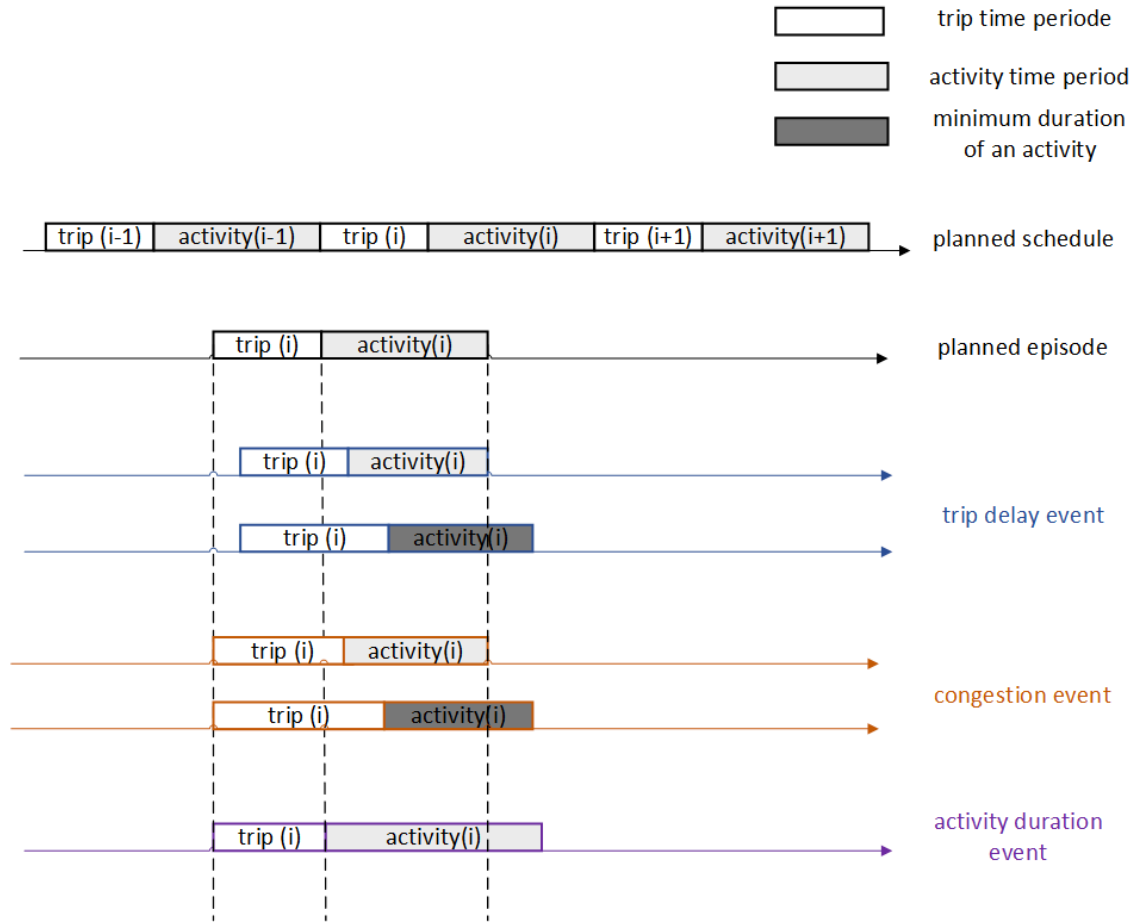 trip time periode
activity time period
minimum duration
of an activity
trip (i-1) activity(i-1) trip (i) activity(i) trip (i+1) activity(i+1) planned schedule
trip (i) activity(i) planned episode
trip (i) activity(i)
trip delay event
trip (i) activity(i)
trip (i) activity(i)
congestion event
trip (i) activity(i)
activity duration
trip (i) activity(i)
event